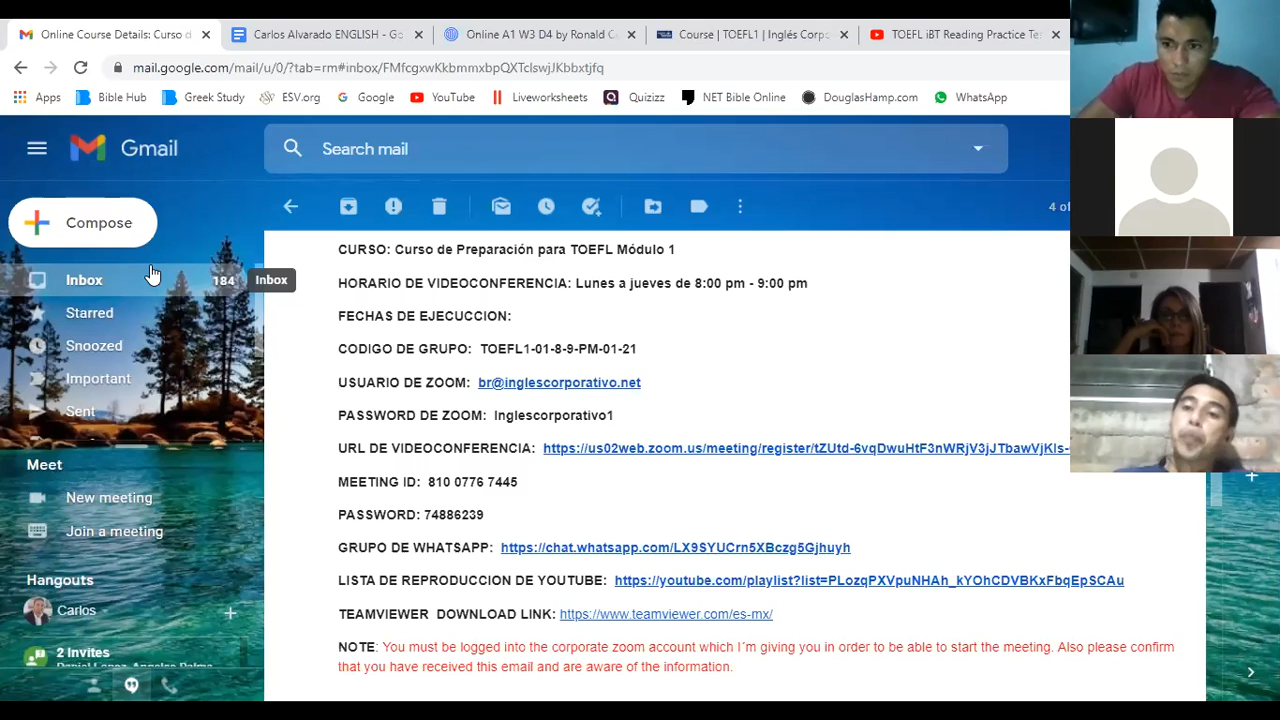 Online Course Details: Curso d
Carlos Alvarado ENGLISH - Go
Online A1 W3 D4 by Ronald C
Course | TOEFL1 | Inglés Corpo
TOEFL iBT Reading Practice Te
mail.google.com/mail/u/0/?tab=rm#inbox/FMfcgxwKkbmmxbpQXTclswjJKbbxtjfq
Apps Bible Hub Greek Study ESV.org Google YouTube Liveworksheets Quizizz NET Bible Online DouglasHamp.com WhatsApp
Gmail
Search mail
Compose
4 of
Inbox 184
Inbox
Starred
Snoozed
Important
Sent
Meet
New meeting
Join a meeting
Hangouts
Carlos
2 Invites
CURSO: Curso de Preparación para TOEFL Módulo 1
HORARIO DE VIDEOCONFERENCIA: Lunes a jueves de 8:00 pm - 9:00 pm
FECHAS DE EJECUCCION:
CODIGO DE GRUPO: TOEFL1-01-8-9-PM-01-21
USUARIO DE ZOOM: br@inglescorporativo.net
PASSWORD DE ZOOM: Inglescorporativo1
URL DE VIDEOCONFERENCIA: https://us02web.zoom.us/meeting/register/tZUtd-6vqDwuHtF3nWRjV3jJTbawVjKls-
MEETING ID: 810 0776 7445
PASSWORD: 74886239
GRUPO DE WHATSAPP: https://chat.whatsapp.com/LX9SYUCrn5XBczg5Gjhuyh
LISTA DE REPRODUCCION DE YOUTUBE: https://youtube.com/playlist?list=PLozqPXVpuNHAh_kYOhCDVBKxFbqEpSCAu
TEAMVIEWER DOWNLOAD LINK: https://www.teamviewer.com/es-mx/
NOTE: You must be logged into the corporate zoom account which I´m giving you in order to be able to start the meeting. Also please confirm
that you have received this email and are aware of the information.